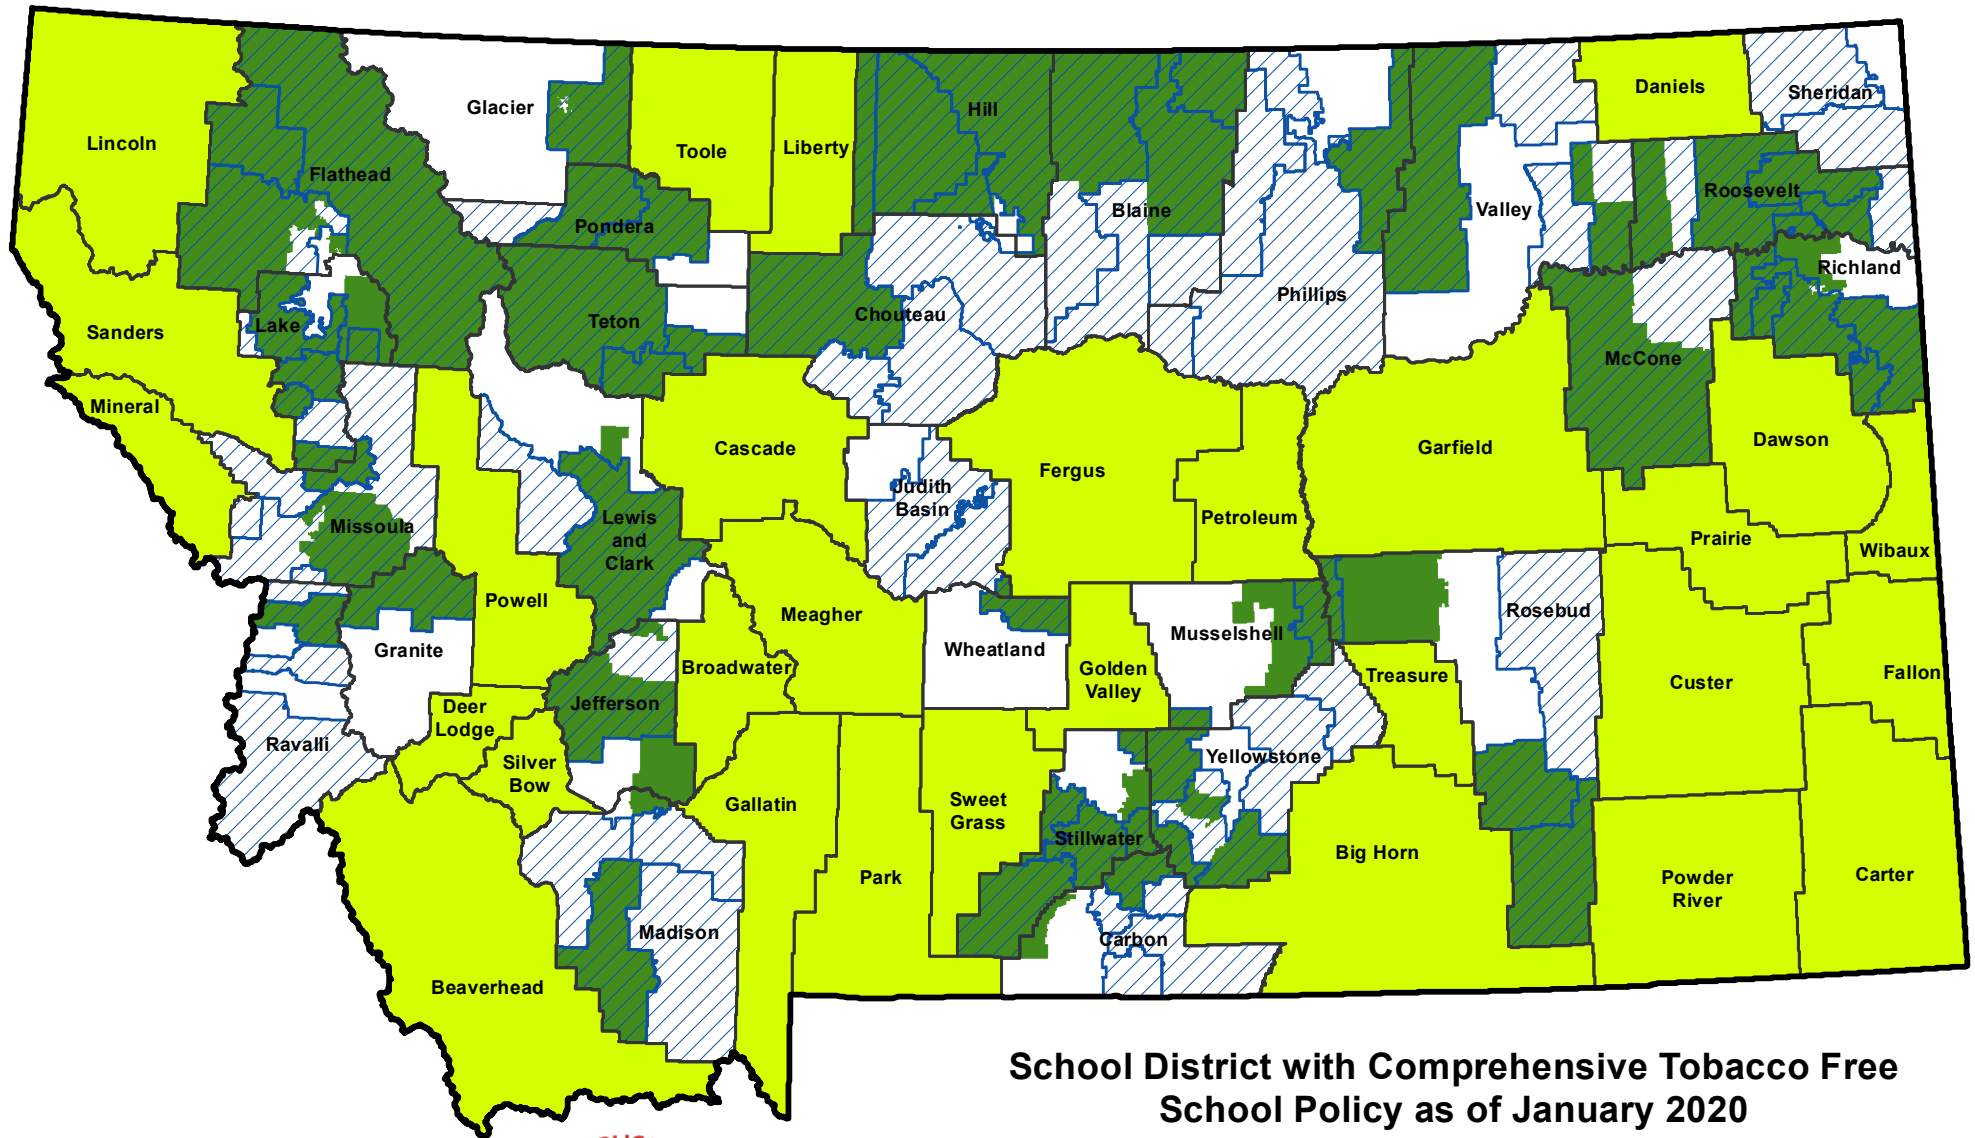 Glacier
Lincoln
Flathead
Toole
Liberty
Hill
Daniels
Sheridan
Pondera
Blaine
Valley
Roosevelt
Richland
Sanders
Lake
Teton
Chouteau
Phillips
McCone
Mineral
Cascade
Fergus
Judith
Basin
Petroleum
Garfield
Dawson
Missoula
Lewis
and
Clark
Prairie
Wibaux
Powell
Meagher
Rosebud
Granite
Wheatland
Musselshell
Broadwater
Golden
Valley
Treasure
Custer
Fallon
Deer
Lodge
Jefferson
Ravalli
Silver
Bow
Gallatin
Sweet
Grass
Yellowstone
Stillwater
Big Horn
Park
Powder
River
Carter
Madison
Carbon
Beaverhead
School District with Comprehensive Tobacco Free
School Policy as of January 2020